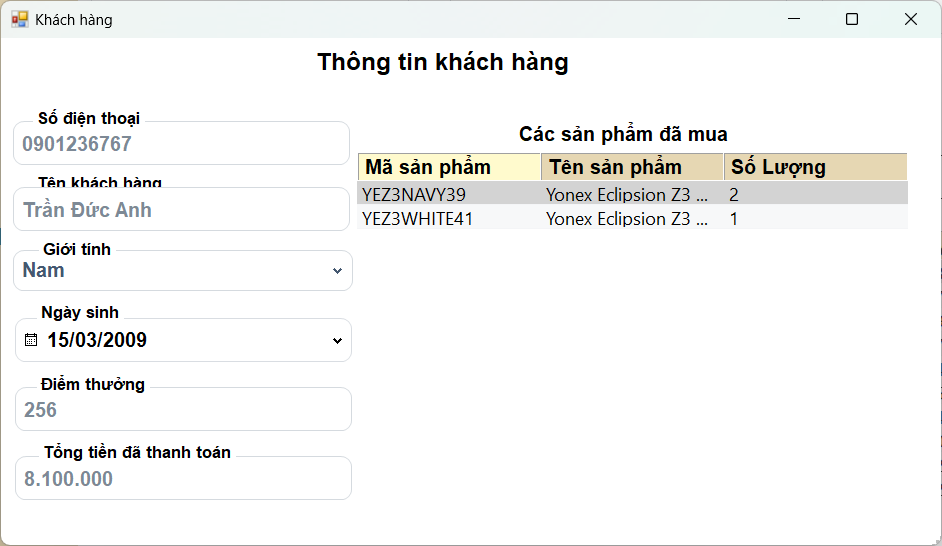 Khách hàng
Thông tin khách hàng
Số điện thoại
0901236767
Tên khách hàng
Trần Đức Anh
Giới tính
Nam
Ngày sinh
15/03/2009
Điểm thưởng
256
Tổng tiền đã thanh toán
8.100.000
Các sản phẩm đã mua
Mã sản phẩm Tên sản phẩm Số Lượng
YEZ3NAVY39 Yonex Eclipsion Z3 ... 2
YEZ3WHITE41 Yonex Eclipsion Z3 ... 1